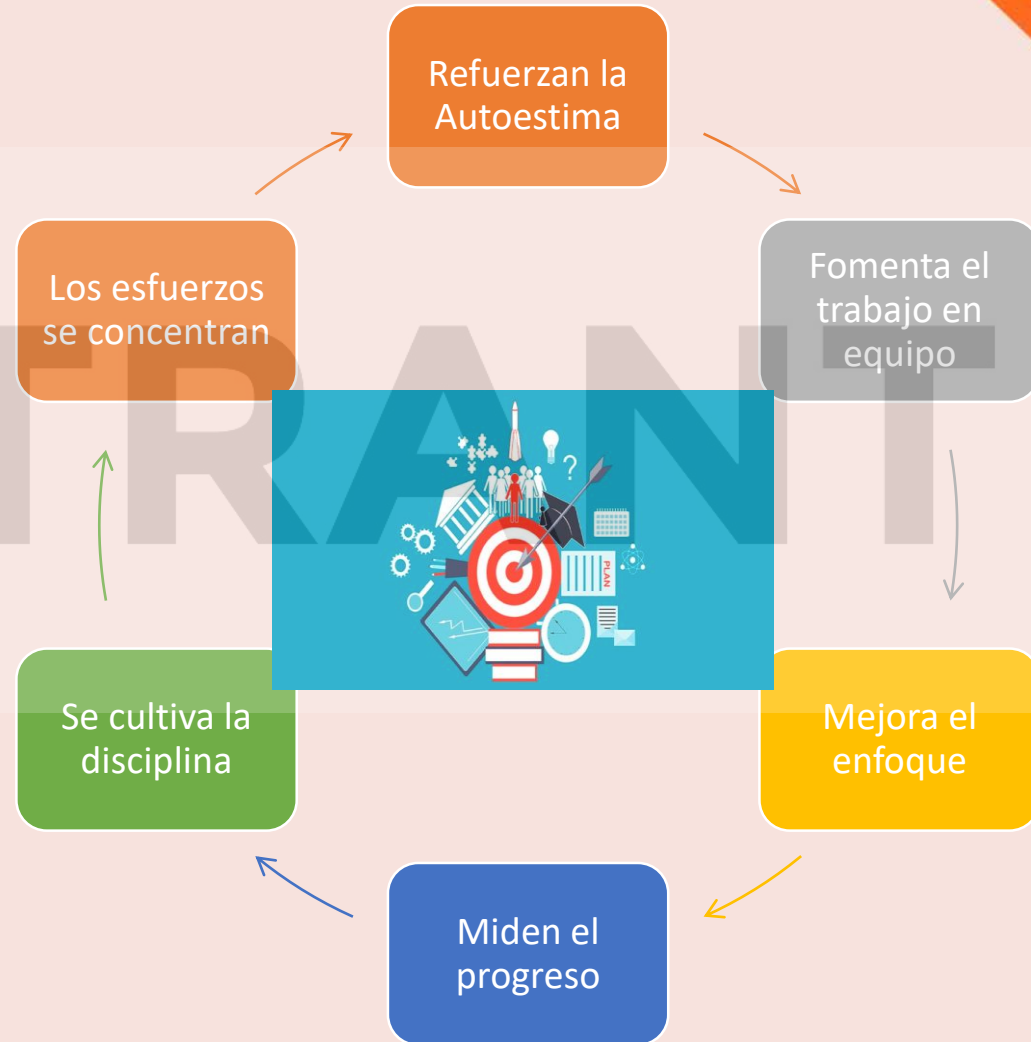 Refuerzan la
Autoestima
Fomenta el
trabajo en
equipo
Mejora el
enfoque
Miden el
progreso
Se cultiva la
disciplina
Los esfuerzos
se concentran
TRANT
?
PLAN